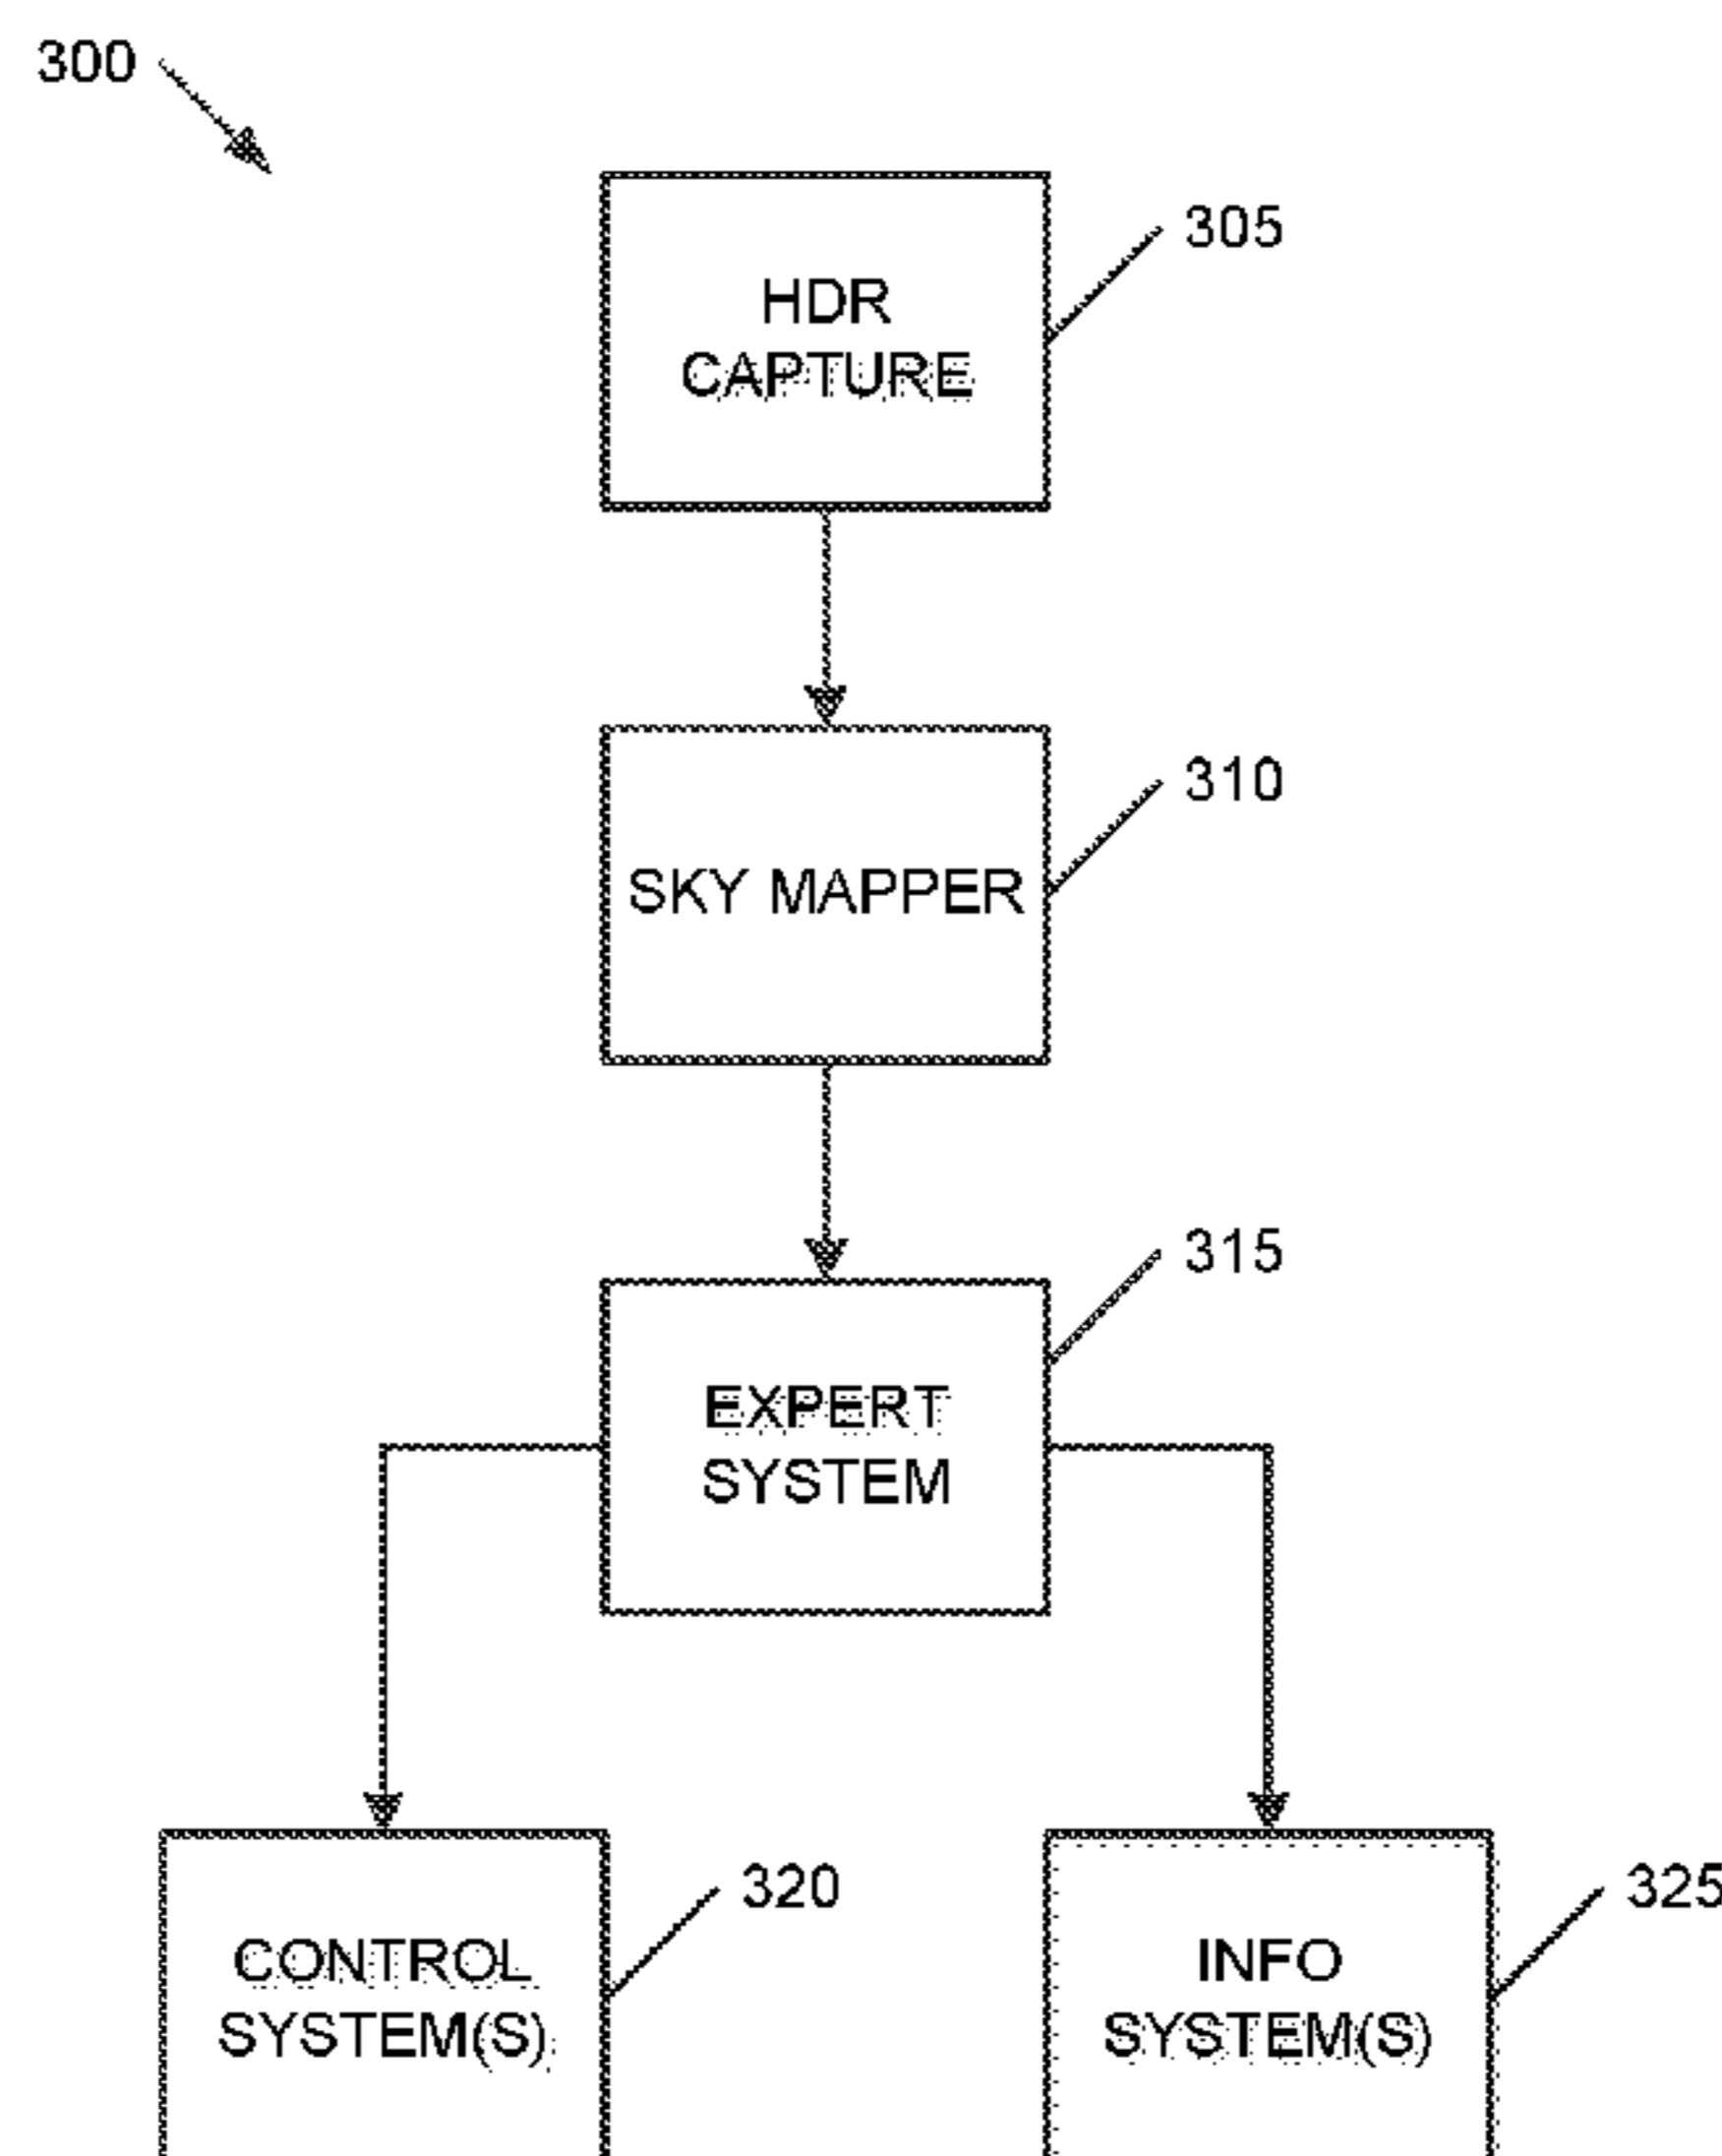 300
305
HDR
CAPTURE
310
SKY MAPPER
315
EXPERT
SYSTEM
320
325
CONTROL
SYSTEM(S)
INFO
SYSTEM(S)